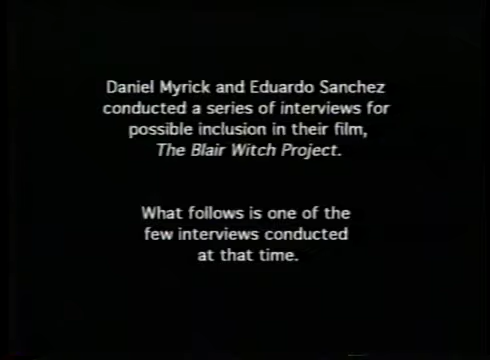 Daniel Myrick and Eduardo Sanchez
conducted a series of interviews for
possible inclusion in their film,
The Blair Witch Project.
What follows is one of the
few interviews conducted
at that time.